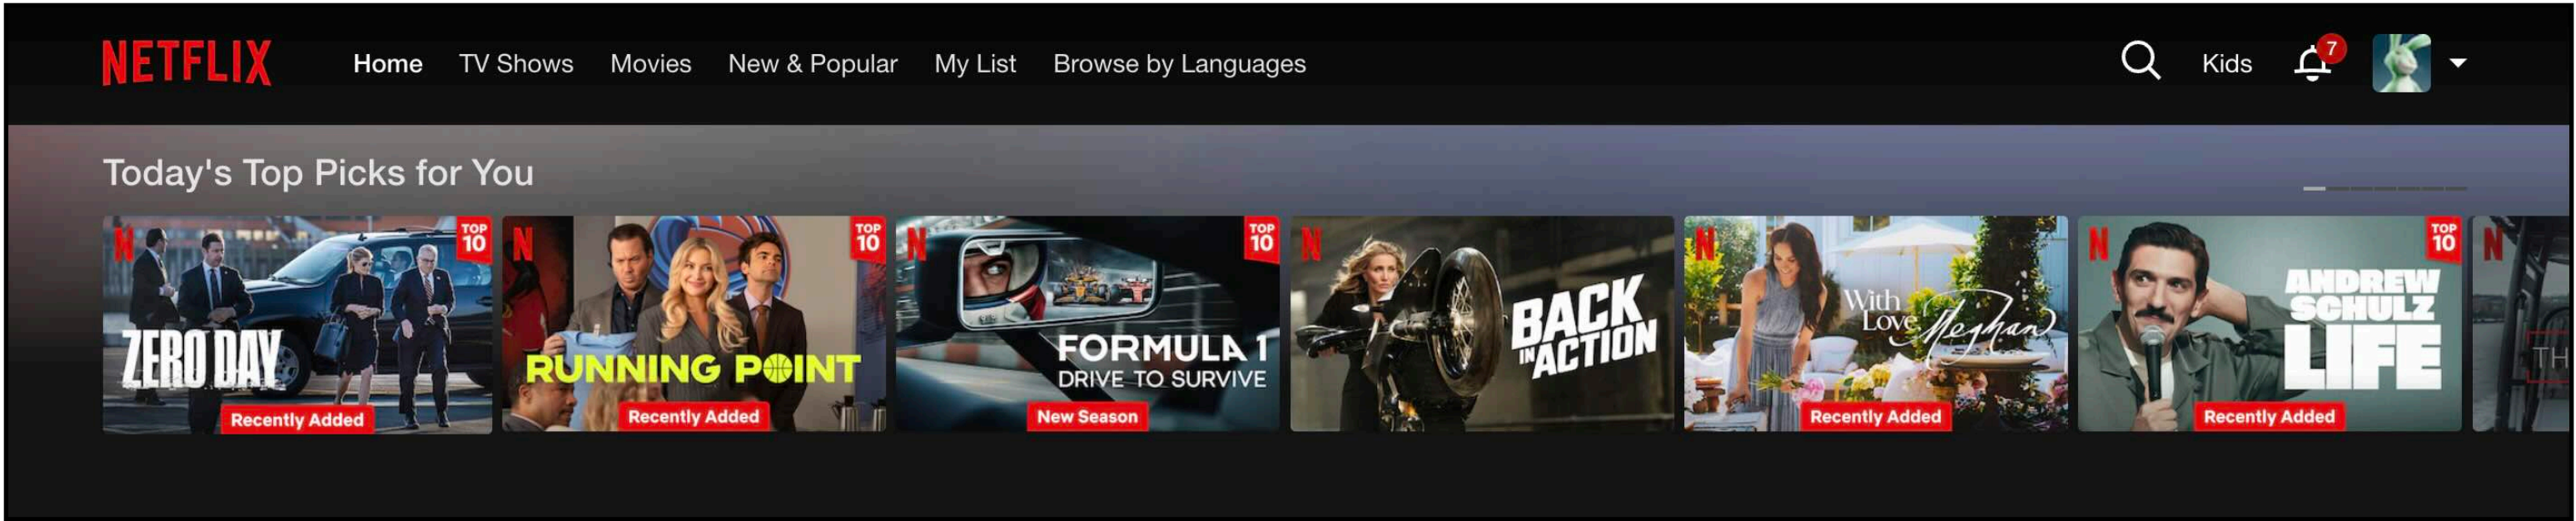 NETFLIX Home TV Shows Movies New & Popular My List Browse by Languages Kids 7
Today's Top Picks for You
N
TOP
10
ZERO DAY
Recently Added
N
TOP
10
RUNNING POINT
Recently Added
N
TOP
10
FORMULA 1
DRIVE TO SURVIVE
New Season
N
BACK
IN ACTION
N
With
Love Meghan
Recently Added
N
TOP
10
ANDREW
SCHULZ
LIFE
Recently Added
N
TH